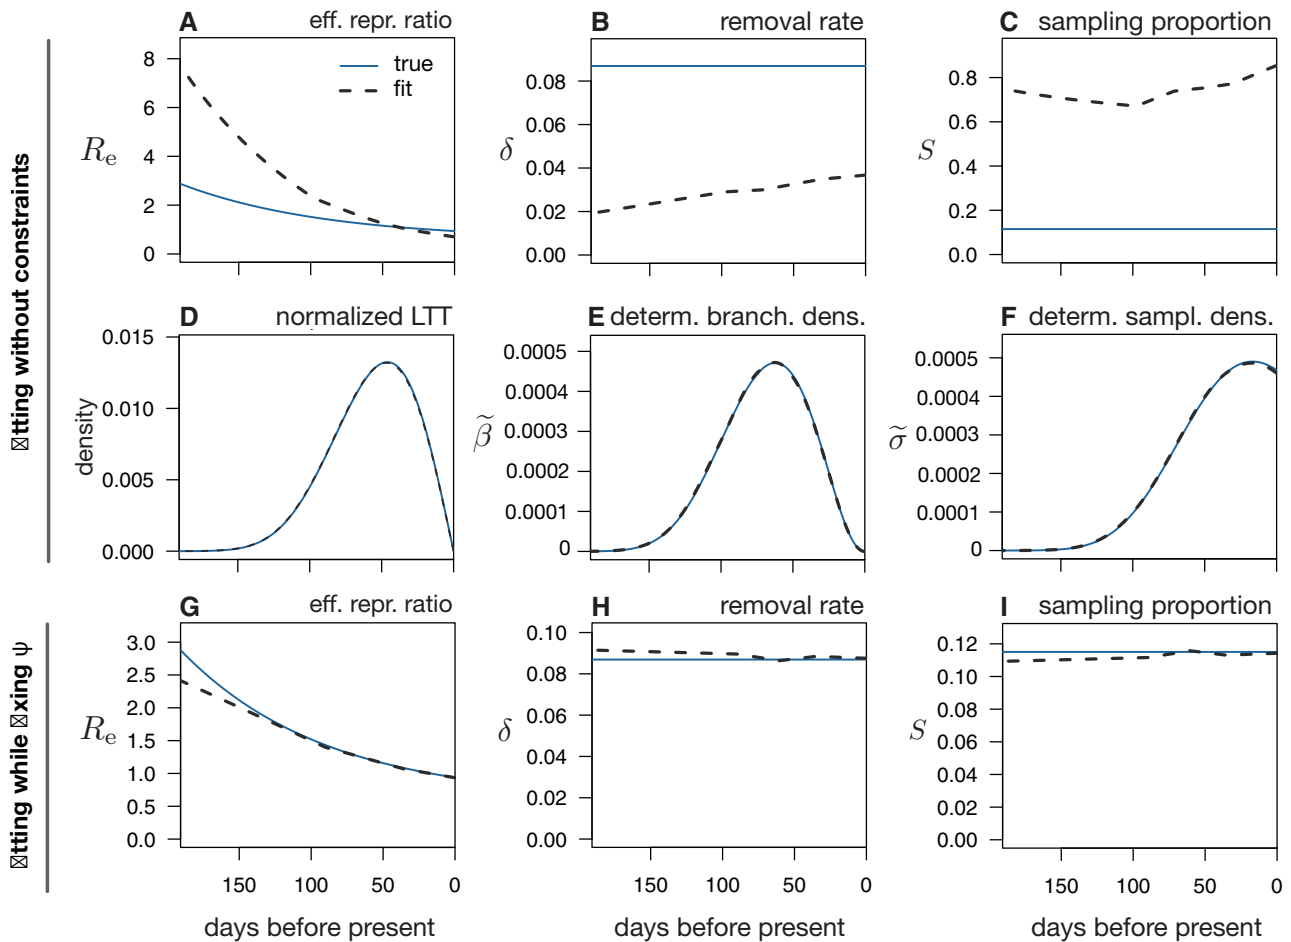 A eff. repr. ratio
B removal rate
C sampling proportion
fitting without constraints
Re
8
6
4
2
0
true
fit
δ
0.08
0.06
0.04
0.02
0.00
S
0.8
0.6
0.4
0.2
0.0
D normalized LTT
E determ. branch. dens.
F determ. sampl. dens.
density
0.015
0.010
0.005
0.000
β̃
0.0005
0.0004
0.0003
0.0002
0.0001
0
σ̃
0.0005
0.0004
0.0003
0.0002
0.0001
0
G eff. repr. ratio
H removal rate
I sampling proportion
fitting while fixing ψ
Re
3.0
2.5
2.0
1.5
1.0
0.5
0.0
δ
0.10
0.08
0.06
0.04
0.02
0.00
S
0.12
0.10
0.08
0.06
0.04
0.02
0.00
150 100 50 0
150 100 50 0
150 100 50 0
days before present
days before present
days before present